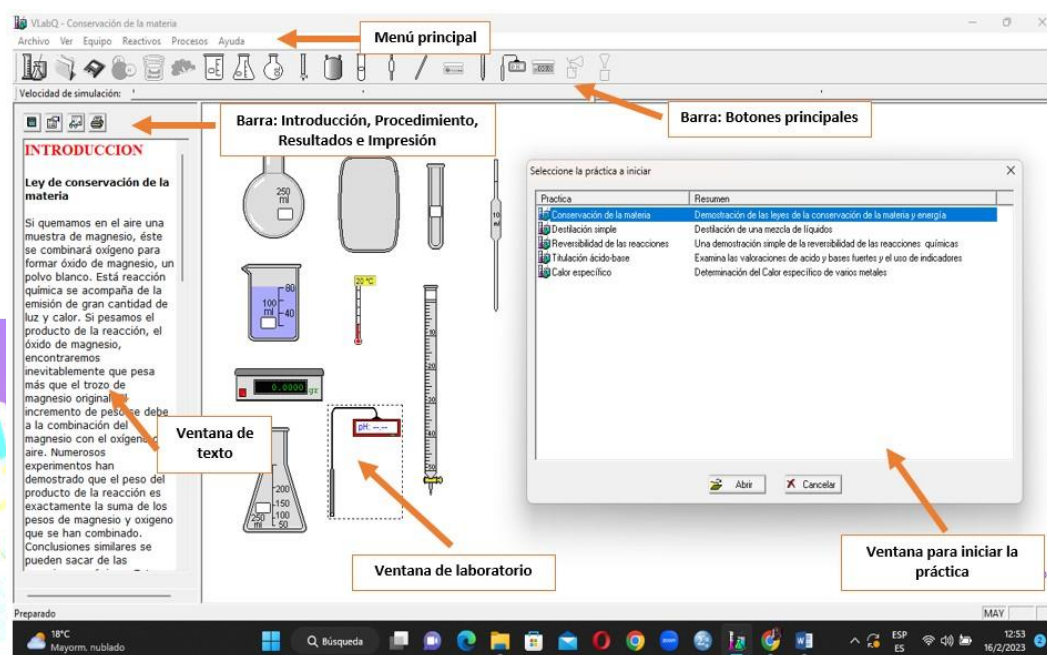 VLabQ - Conservación de la materia
Archivo Ver Equipo Reactivos Procesos Ayuda
Menú principal
Velocidad de simulación:
Barra: Introducción, Procedimiento,
Resultados e Impresión
Barra: Botones principales
INTRODUCCION
Ley de conservación de la
materia
Si quemamos en el aire una
muestra de magnesio, éste
se combinará oxígeno para
formar óxido de magnesio, un
polvo blanco. Está reacción
química se acompaña de la
emisión de gran cantidad de
luz y calor. Si pesamos el
producto de la reacción, el
óxido de magnesio,
encontraremos
inevitablemente que pesa
más que el trozo de
magnesio original
incremento de peso se debe
a la combinación del
magnesio con el oxígeno
aire. Numerosos
experimentos han
demostrado que el peso del
producto de la reacción es
exactamente la suma de los
pesos de magnesio y oxigeno
que se han combinado.
Conclusiones similares se
pueden sacar de las
Ventana de
texto
250
ml
10
ml
80
100
ml
40
20 °C
0.0000 gr
pH: --.--
10
20
30
40
50
200
150
100
50
250
ml
Ventana de laboratorio
Seleccione la práctica a iniciar
Practica Resumen
Conservación de la materia Demostración de las leyes de la conservación de la materia y energía
Destilación simple Destilación de una mezcla de líquidos
Reversibilidad de las reacciones Una demostración simple de la reversibilidad de las reacciones químicas
Titulación ácido-base Examina las valoraciones de acido y bases fuertes y el uso de indicadores
Calor específico Determinación del Calor específico de varios metales
Abrir Cancelar
Ventana para iniciar la
práctica
Preparado
MAY
18°C
Mayorm. nublado
Búsqueda
ESP
ES
12:53
16/2/2023
2